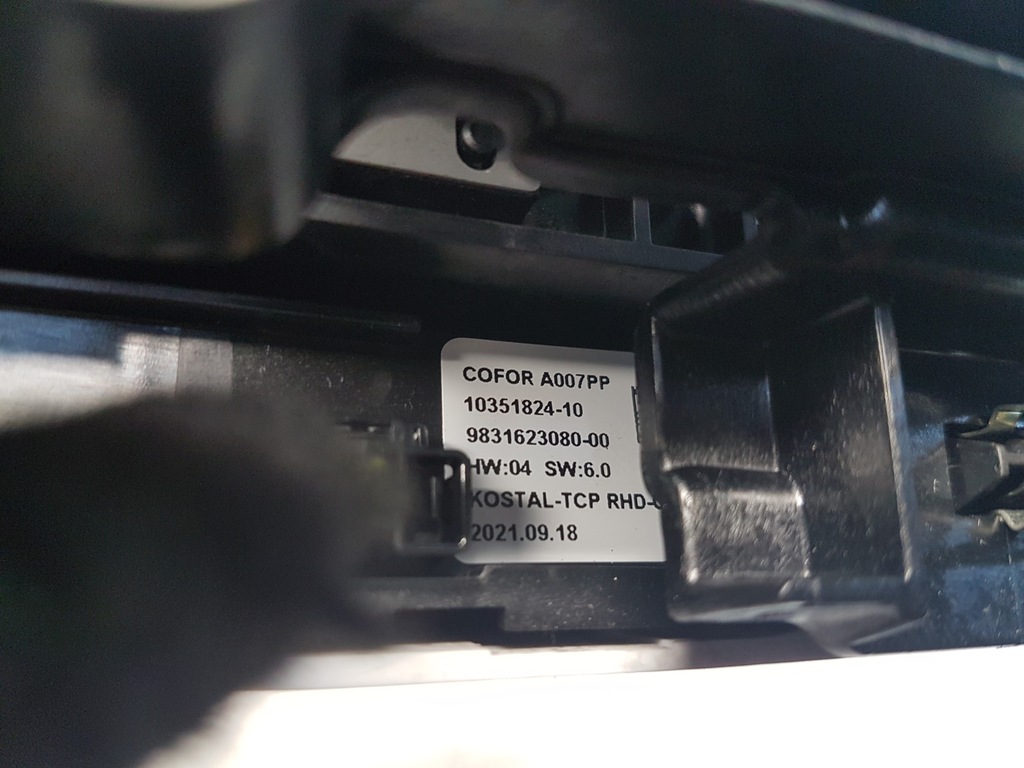 COFOR A007PP
10351824-10
9831623080-00
HW:04 SW:6.0
KOSTAL-TCP RHD-
2021.09.18